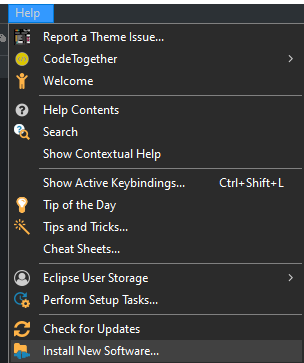 Help
Report a Theme Issue...
CodeTogether
Welcome
Help Contents
Search
Show Contextual Help
Show Active Keybindings... Ctrl+Shift+L
Tip of the Day
Tips and Tricks...
Cheat Sheets...
Eclipse User Storage
Perform Setup Tasks...
Check for Updates
Install New Software...